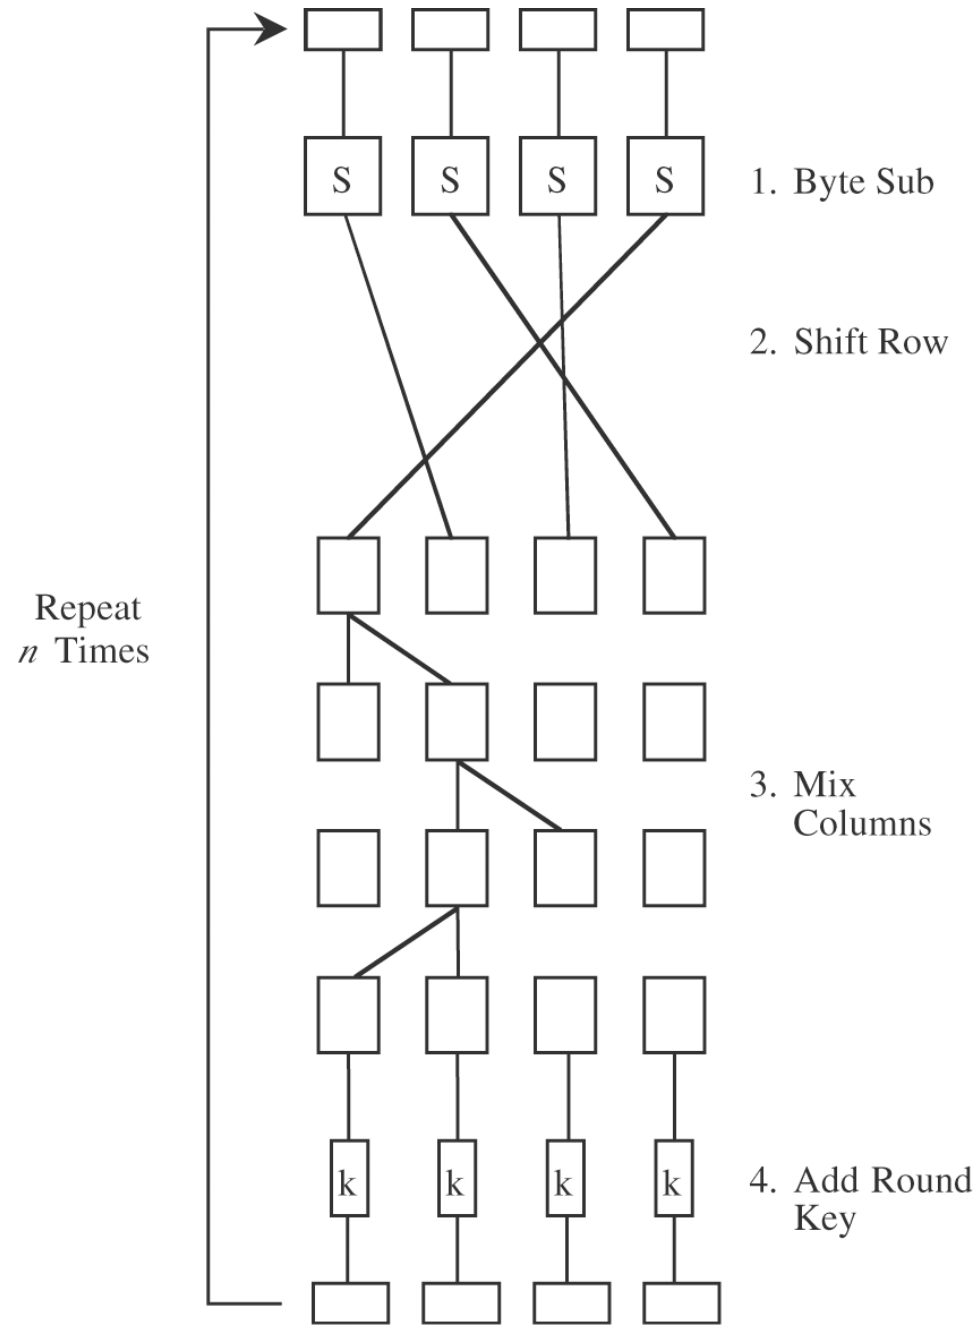 S S S S
1. Byte Sub
2. Shift Row
Repeat
n Times
3. Mix
Columns
k k k k
4. Add Round
Key